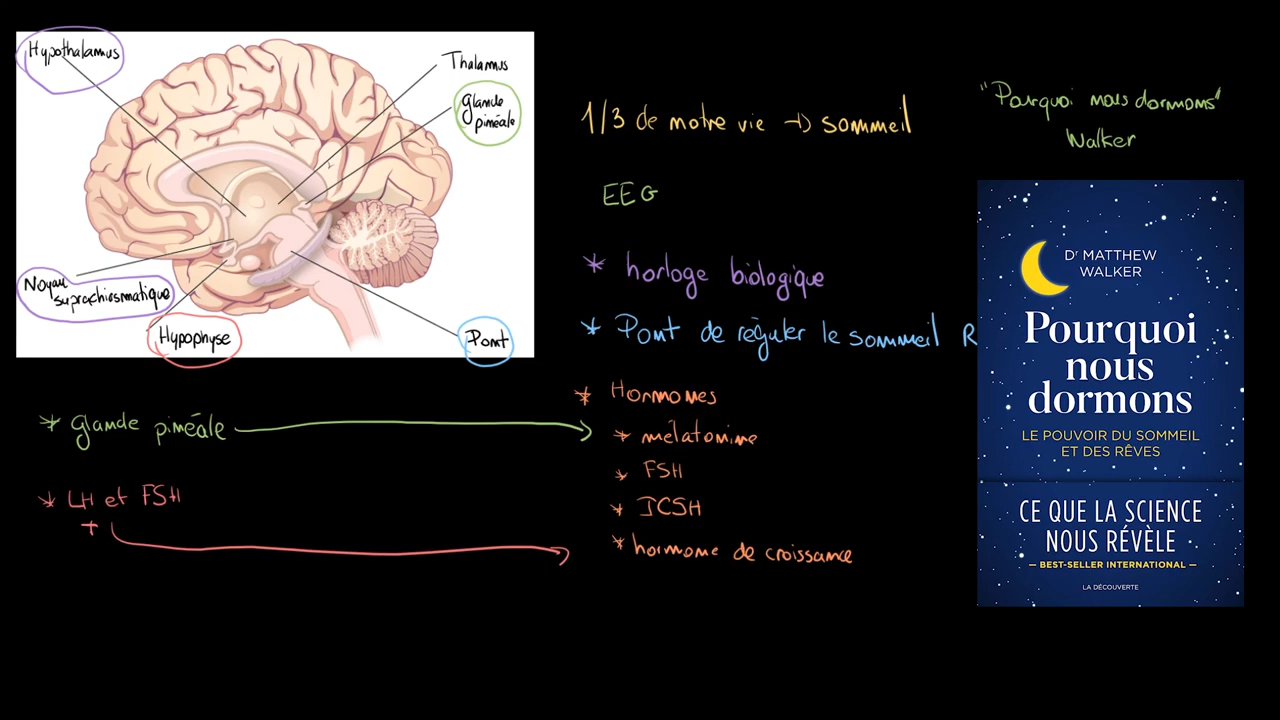 Hypothalamus
Thalamus
Glande
pinéale
Noyau
suprachiasmatique
Hypophyse
Pont
* Glande pinéale
* LH et FSH
+
1/3 de notre vie → sommeil
EEG
* horloge biologique
* Pont de réguler le sommeil R
* Hormones
* mélatonine
* FSH
* ICSH
* hormone de croissance
"Pourquoi nous dormons"
Walker
Dr MATTHEW
WALKER
Pourquoi
nous
dormons
LE POUVOIR DU SOMMEIL
ET DES RÊVES
CE QUE LA SCIENCE
NOUS RÉVÈLE
— BEST-SELLER INTERNATIONAL —
LA DÉCOUVERTE